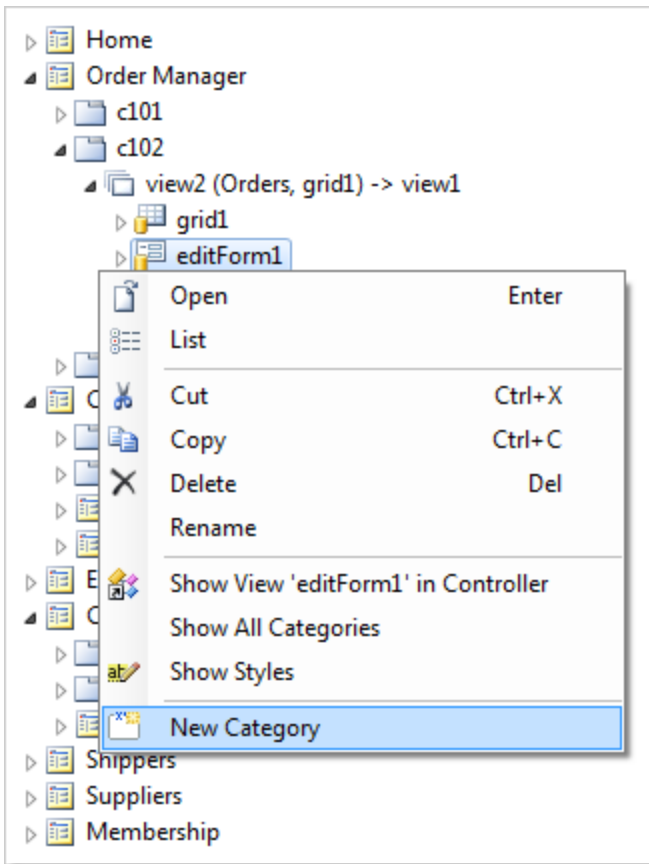 Home
Order Manager
c101
c102
view2 (Orders, grid1) -> view1
grid1
editForm1
Open Enter
List
C
Cut Ctrl+X
Copy Ctrl+C
Delete Del
Rename
E
Show View 'editForm1' in Controller
C
Show All Categories
Show Styles
New Category
Shippers
Suppliers
Membership